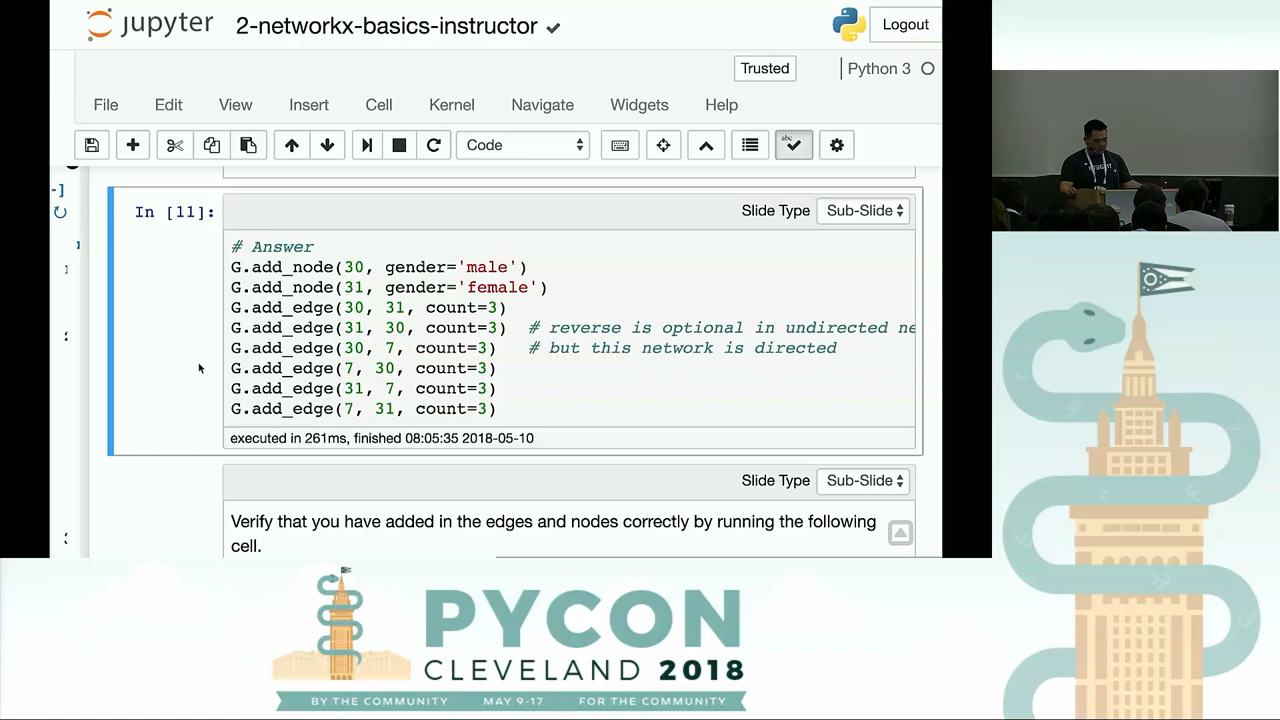 jupyter 2-networkx-basics-instructor
Logout
Trusted Python 3
File Edit View Insert Cell Kernel Navigate Widgets Help
Code
-]
In [11]:
Slide Type Sub-Slide
# Answer
G.add_node(30, gender='male')
G.add_node(31, gender='female')
G.add_edge(30, 31, count=3)
G.add_edge(31, 30, count=3) # reverse is optional in undirected ne
G.add_edge(30, 7, count=3) # but this network is directed
G.add_edge(7, 30, count=3)
G.add_edge(31, 7, count=3)
G.add_edge(7, 31, count=3)
executed in 261ms, finished 08:05:35 2018-05-10
Slide Type Sub-Slide
Verify that you have added in the edges and nodes correctly by running the following
cell.
PYCON
CLEVELAND 2018
BY THE COMMUNITY MAY 9-17 FOR THE COMMUNITY